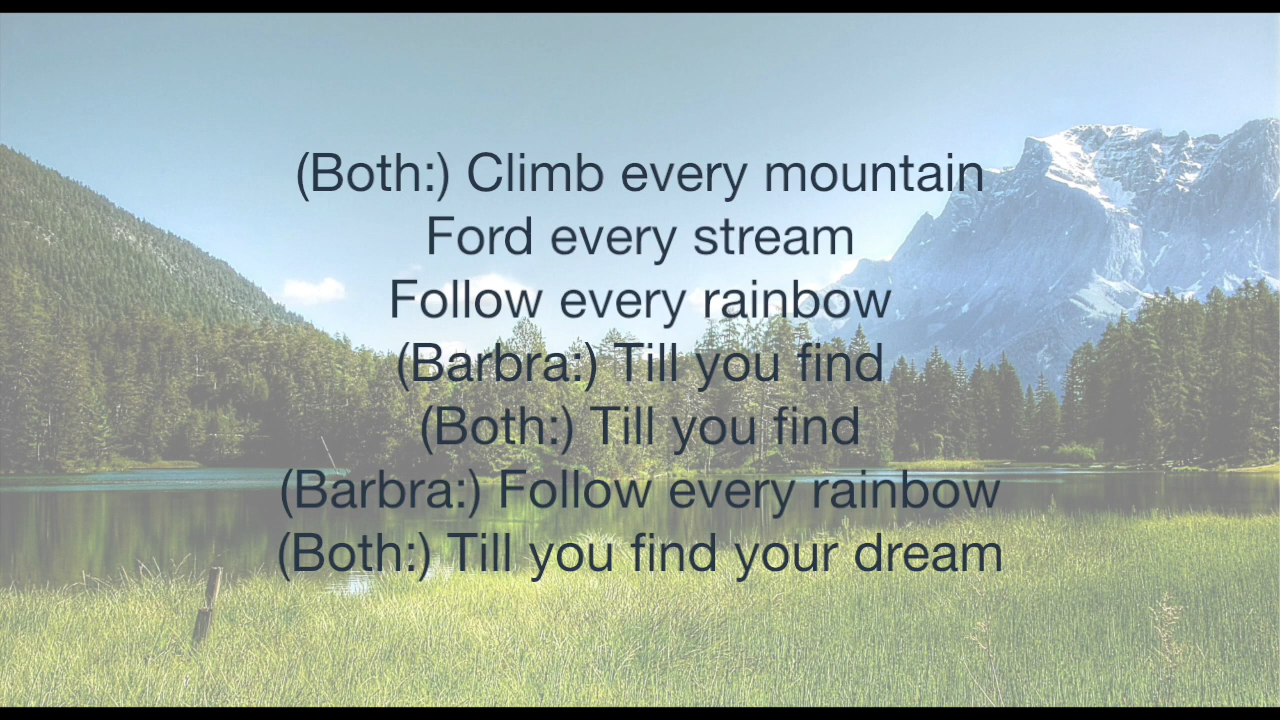 (Both:) Climb every mountain
Ford every stream
Follow every rainbow
(Barbra:) Till you find
(Both:) Till you find
(Barbra:) Follow every rainbow
(Both:) Till you find your dream